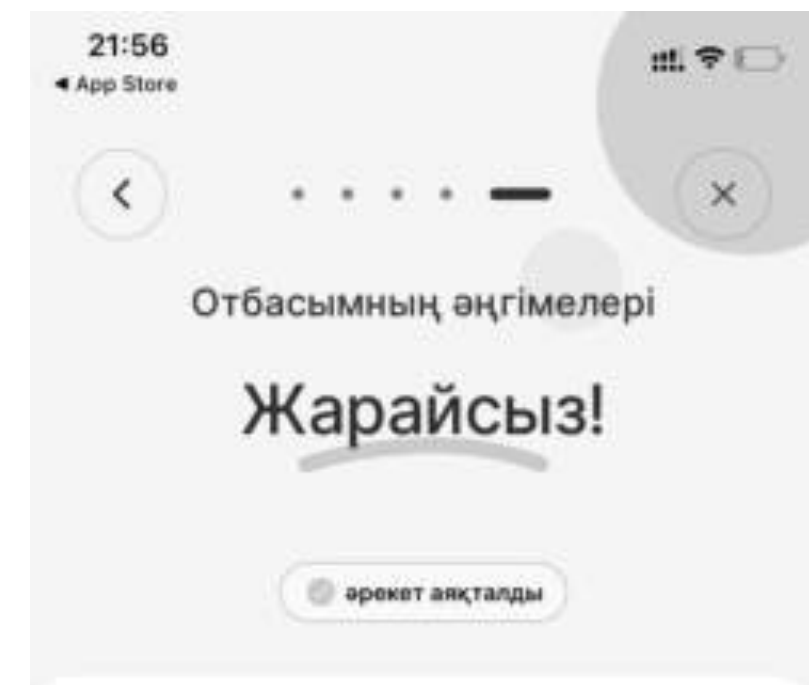 21:56
◀ App Store
Отбасымның әңгімелері
Жарайсыз!
әрекет аяқталды